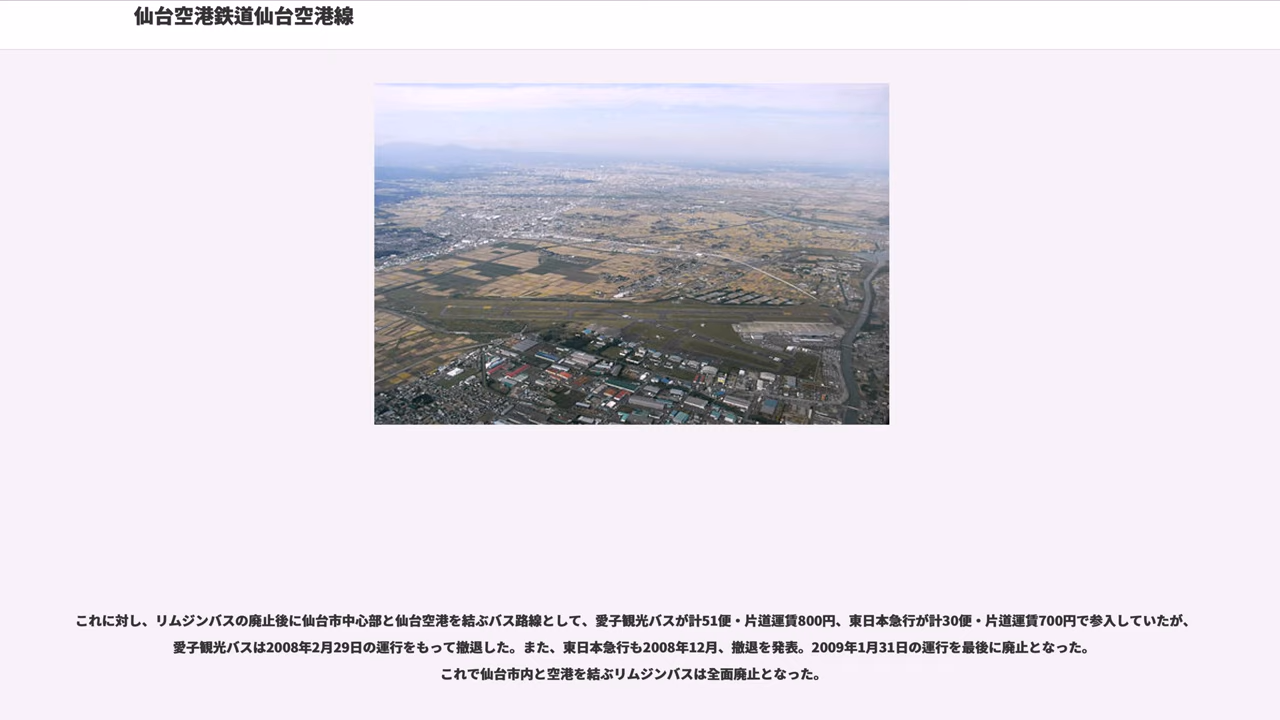 仙台空港鉄道仙台空港線
これに対し、リムジンバスの廃止後に仙台市中心部と仙台空港を結ぶバス路線として、愛子観光バスが計51便・片道運賃800円、東日本急行が計30便・片道運賃700円で参入していたが、
愛子観光バスは2008年2月29日の運行をもって撤退した。また、東日本急行も2008年12月、撤退を発表。2009年1月31日の運行を最後に廃止となった。
これで仙台市内と空港を結ぶリムジンバスは全面廃止となった。